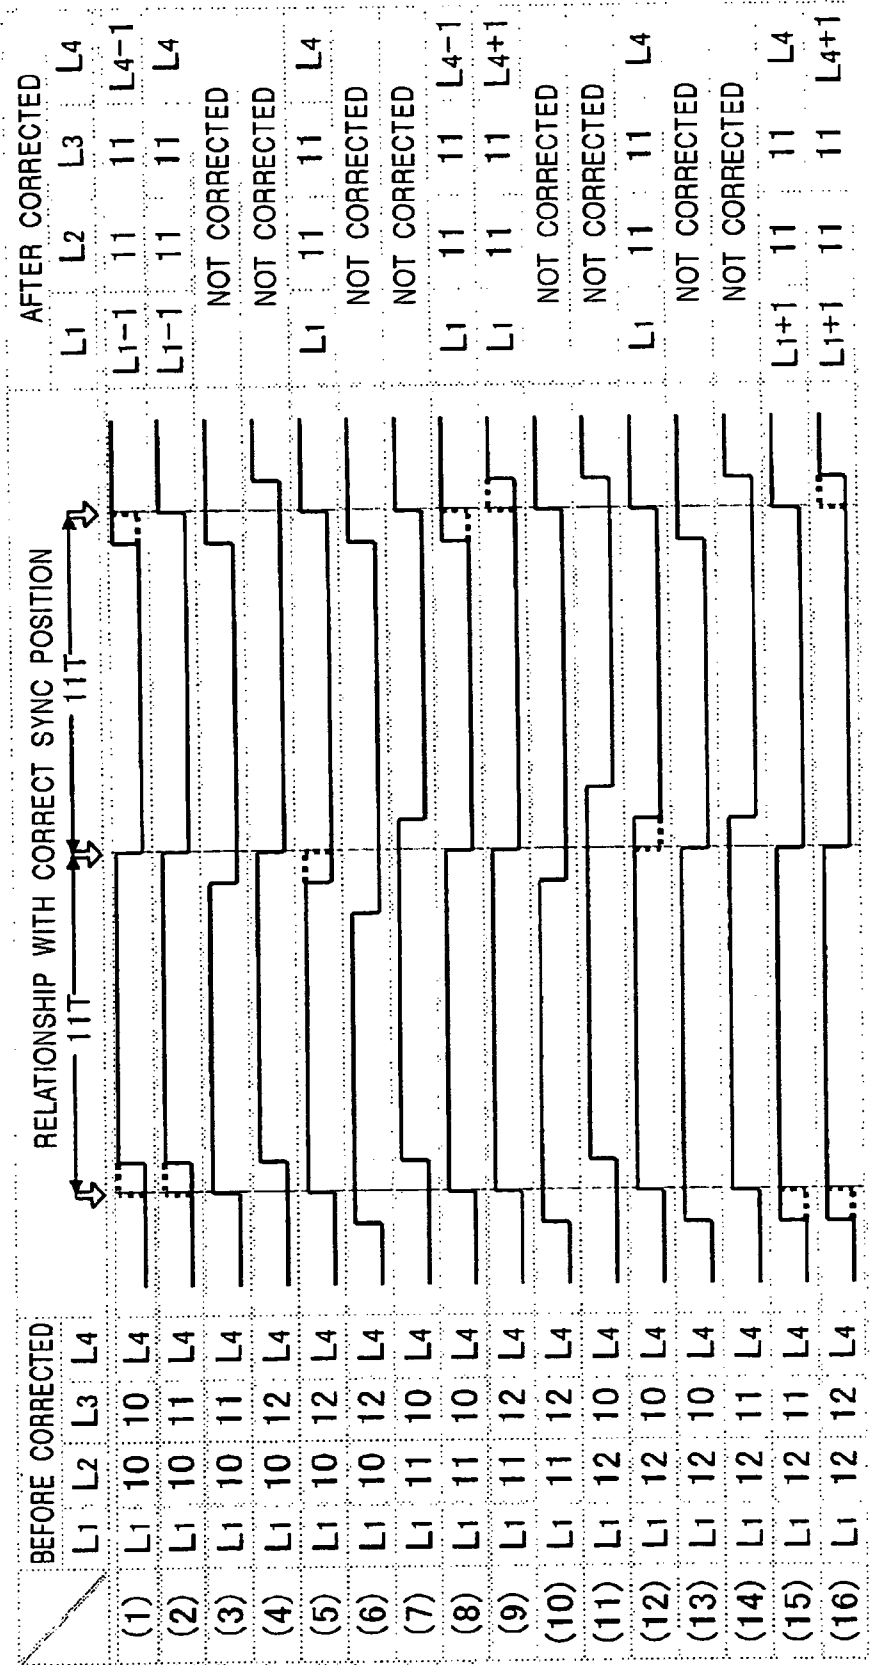 BEFORE CORRECTED RELATIONSHIP WITH CORRECT SYNC POSITION AFTER CORRECTED
L1 L2 L3 L4 11T 11T L1 L2 L3 L4
(1) L1 10 10 L4 L1-1 11 11 L4-1
(2) L1 10 11 L4 L1-1 11 11 L4
(3) L1 10 11 L4 NOT CORRECTED
(4) L1 10 12 L4 NOT CORRECTED
(5) L1 10 12 L4 L1 11 11 L4
(6) L1 10 12 L4 NOT CORRECTED
(7) L1 11 10 L4 NOT CORRECTED
(8) L1 11 10 L4 L1 11 11 L4-1
(9) L1 11 12 L4 L1 11 11 L4+1
(10) L1 11 12 L4 NOT CORRECTED
(11) L1 12 10 L4 NOT CORRECTED
(12) L1 12 10 L4 L1 11 11 L4
(13) L1 12 10 L4 NOT CORRECTED
(14) L1 12 11 L4 NOT CORRECTED
(15) L1 12 11 L4 L1+1 11 11 L4
(16) L1 12 12 L4 L1+1 11 11 L4+1